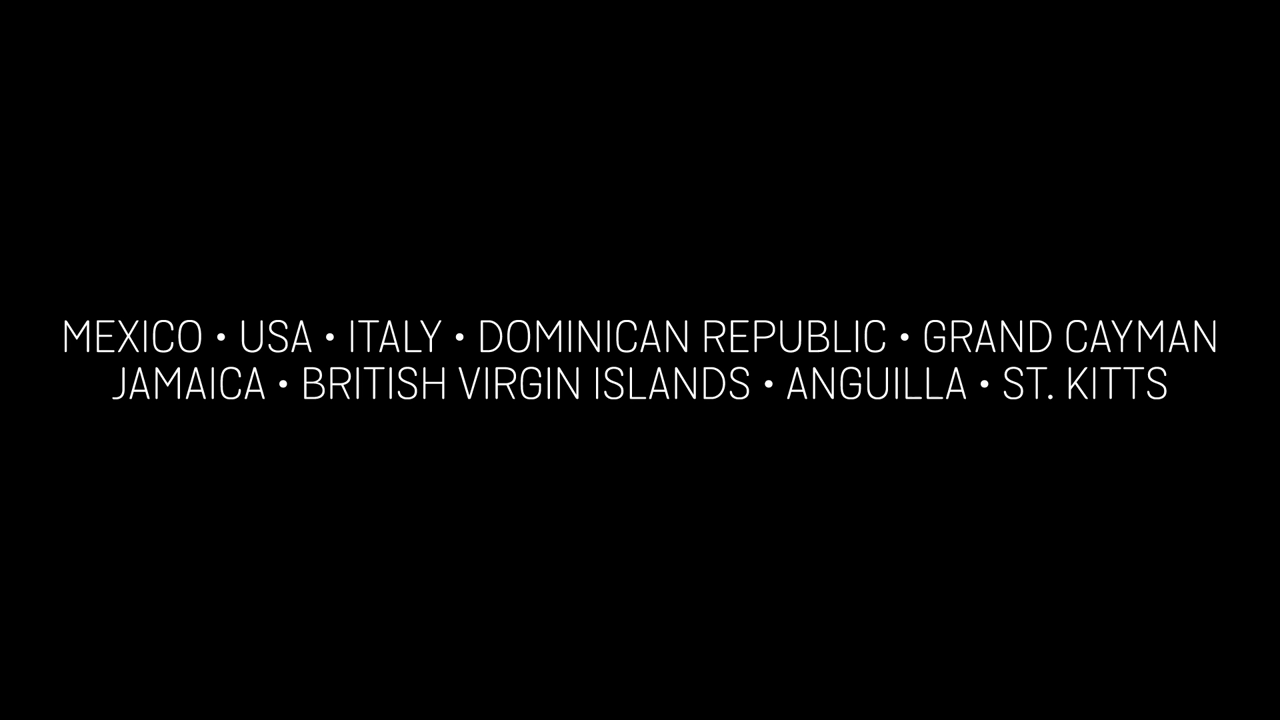 MEXICO • USA • ITALY • DOMINICAN REPUBLIC • GRAND CAYMAN
JAMAICA • BRITISH VIRGIN ISLANDS • ANGUILLA • ST. KITTS